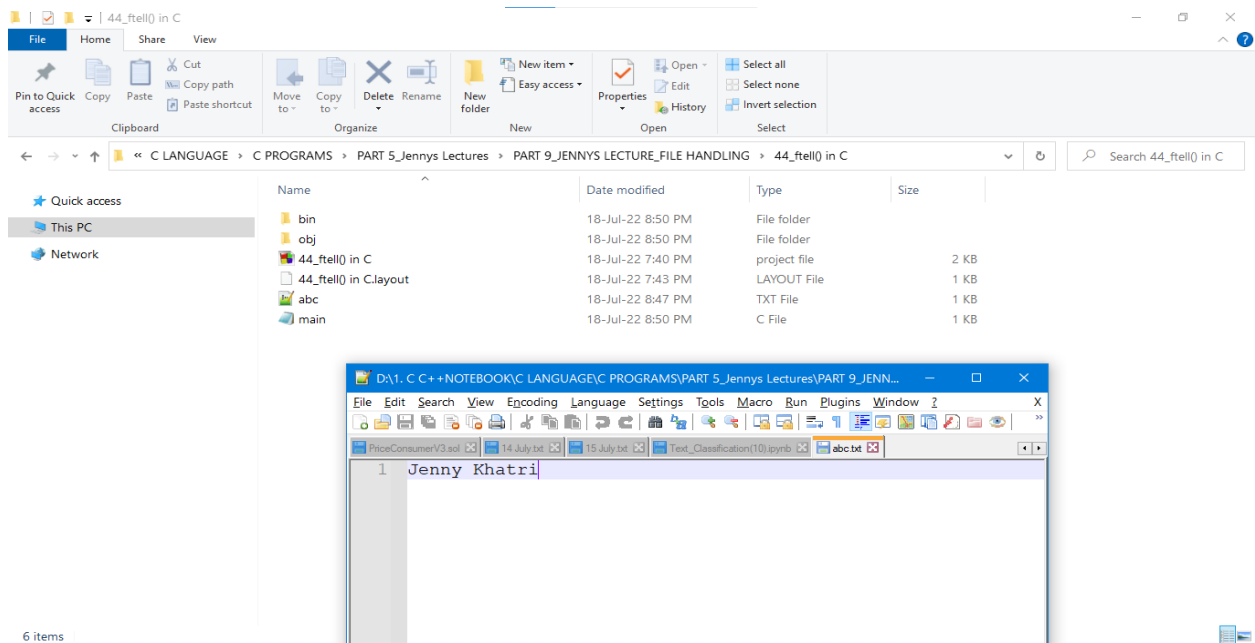 44_ftell() in C
File Home Share View
Pin to Quick access
Copy
Paste
Cut
Copy path
Paste shortcut
Move to
Copy to
Delete
Rename
New folder
New item
Easy access
Properties
Open
Edit
History
Select all
Select none
Invert selection
Clipboard Organize New Open Select
« C LANGUAGE > C PROGRAMS > PART 5_Jennys Lectures > PART 9_JENNYS LECTURE_FILE HANDLING > 44_ftell() in C
Search 44_ftell() in C
Quick access
This PC
Network
Name Date modified Type Size
bin 18-Jul-22 8:50 PM File folder
obj 18-Jul-22 8:50 PM File folder
44_ftell() in C 18-Jul-22 7:40 PM project file 2 KB
44_ftell() in C.layout 18-Jul-22 7:43 PM LAYOUT File 1 KB
abc 18-Jul-22 8:47 PM TXT File 1 KB
main 18-Jul-22 8:50 PM C File 1 KB
D:\1. C C++NOTEBOOK\C LANGUAGE\C PROGRAMS\PART 5_Jennys Lectures\PART 9_JENN...
File Edit Search View Encoding Language Settings Tools Macro Run Plugins Window ? X
PriceConsumerV3.sol 14 July.txt 15 July.txt Text_Classification(10).ipynb abc.txt
1 Jenny Khatri
6 items